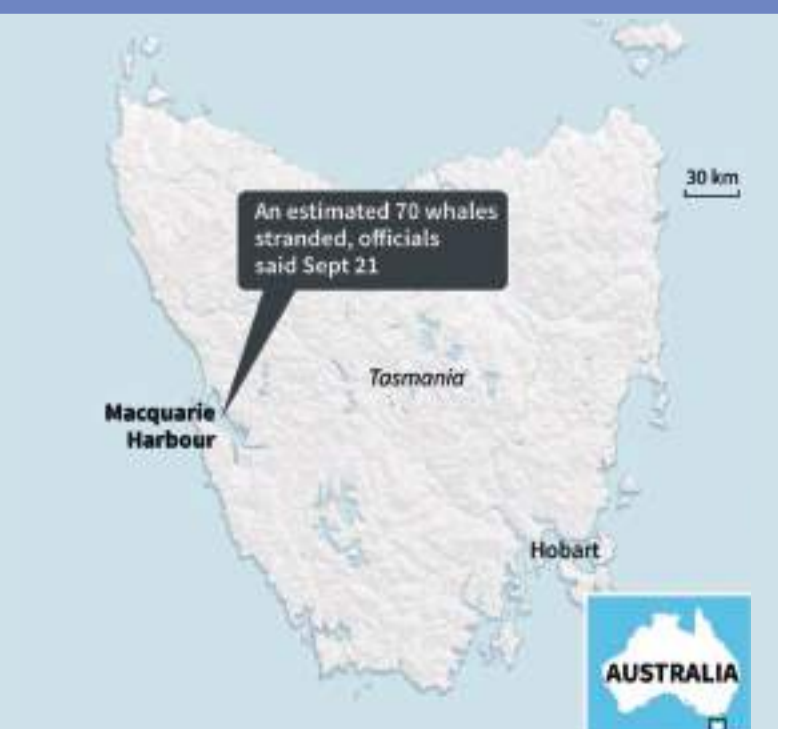 30 km
An estimated 70 whales
stranded, officials
said Sept 21
Tasmania
Macquarie
Harbour
Hobart
AUSTRALIA